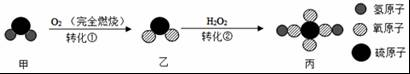 O₂（完全燃烧）
转化①
H₂O₂
转化②
氢原子
氧原子
硫原子
甲
乙
丙